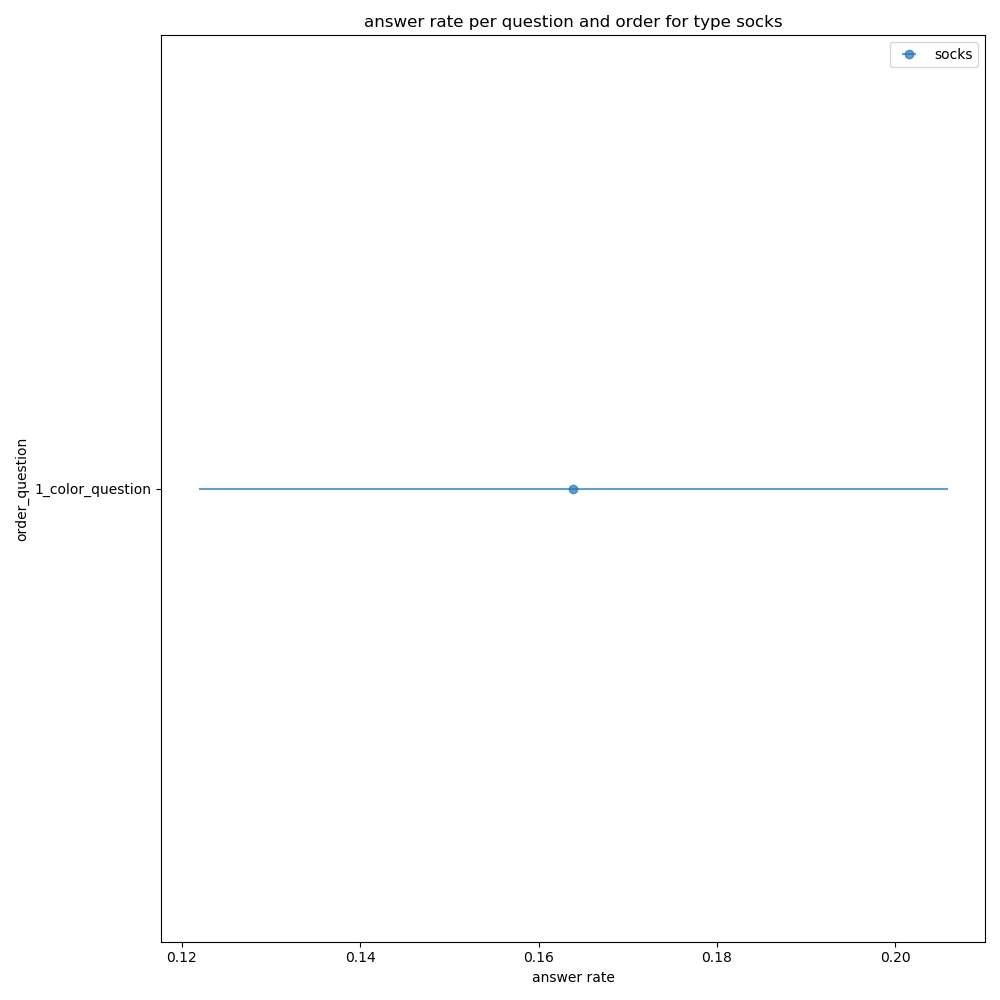 answer rate per question and order for type socks
socks
order_question
1_color_question
0.12 0.14 0.16 0.18 0.20
answer rate